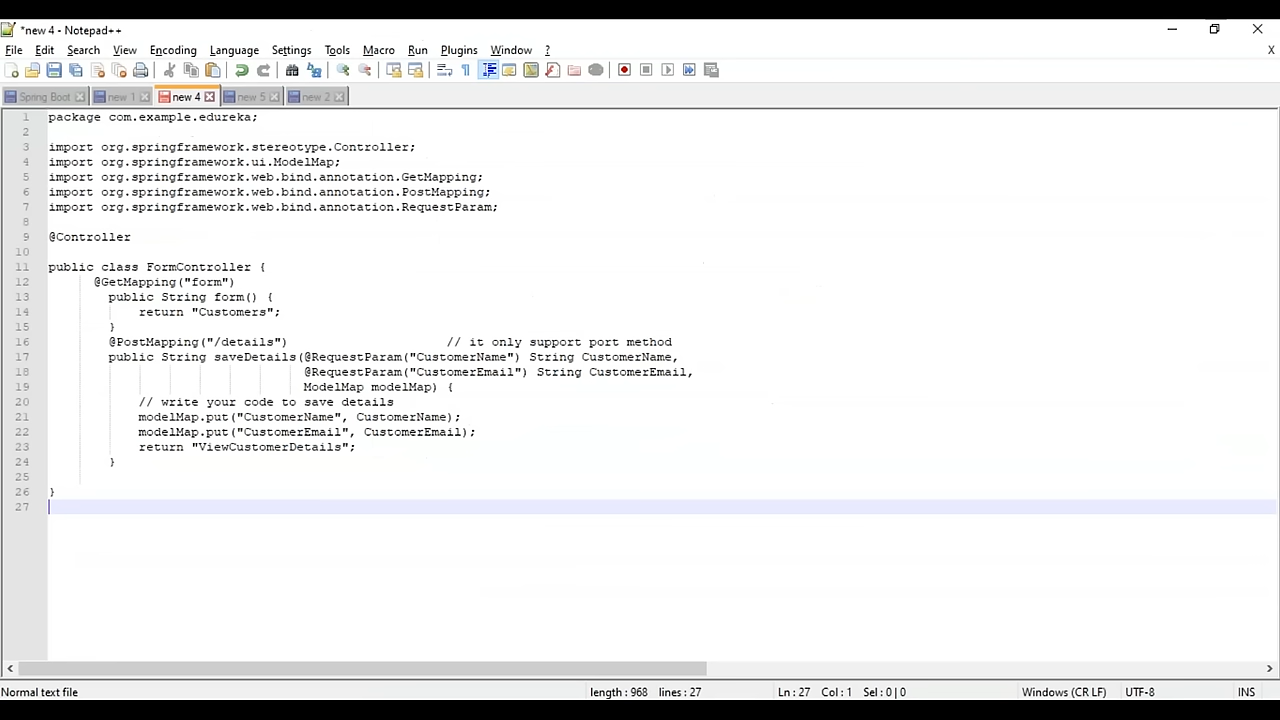 *new 4 - Notepad++
File Edit Search View Encoding Language Settings Tools Macro Run Plugins Window ? X
Spring Boot new 1 new 4 new 5 new 2
1 package com.example.edureka;
2
3 import org.springframework.stereotype.Controller;
4 import org.springframework.ui.ModelMap;
5 import org.springframework.web.bind.annotation.GetMapping;
6 import org.springframework.web.bind.annotation.PostMapping;
7 import org.springframework.web.bind.annotation.RequestParam;
8
9 @Controller
10
11 public class FormController {
12 @GetMapping("form")
13 public String form() {
14 return "Customers";
15 }
16 @PostMapping("/details") // it only support port method
17 public String saveDetails(@RequestParam("CustomerName") String CustomerName,
18 @RequestParam("CustomerEmail") String CustomerEmail,
19 ModelMap modelMap) {
20 // write your code to save details
21 modelMap.put("CustomerName", CustomerName);
22 modelMap.put("CustomerEmail", CustomerEmail);
23 return "ViewCustomerDetails";
24 }
25
26 }
27
Normal text file length : 968 lines : 27 Ln : 27 Col : 1 Sel : 0 | 0 Windows (CR LF) UTF-8 INS